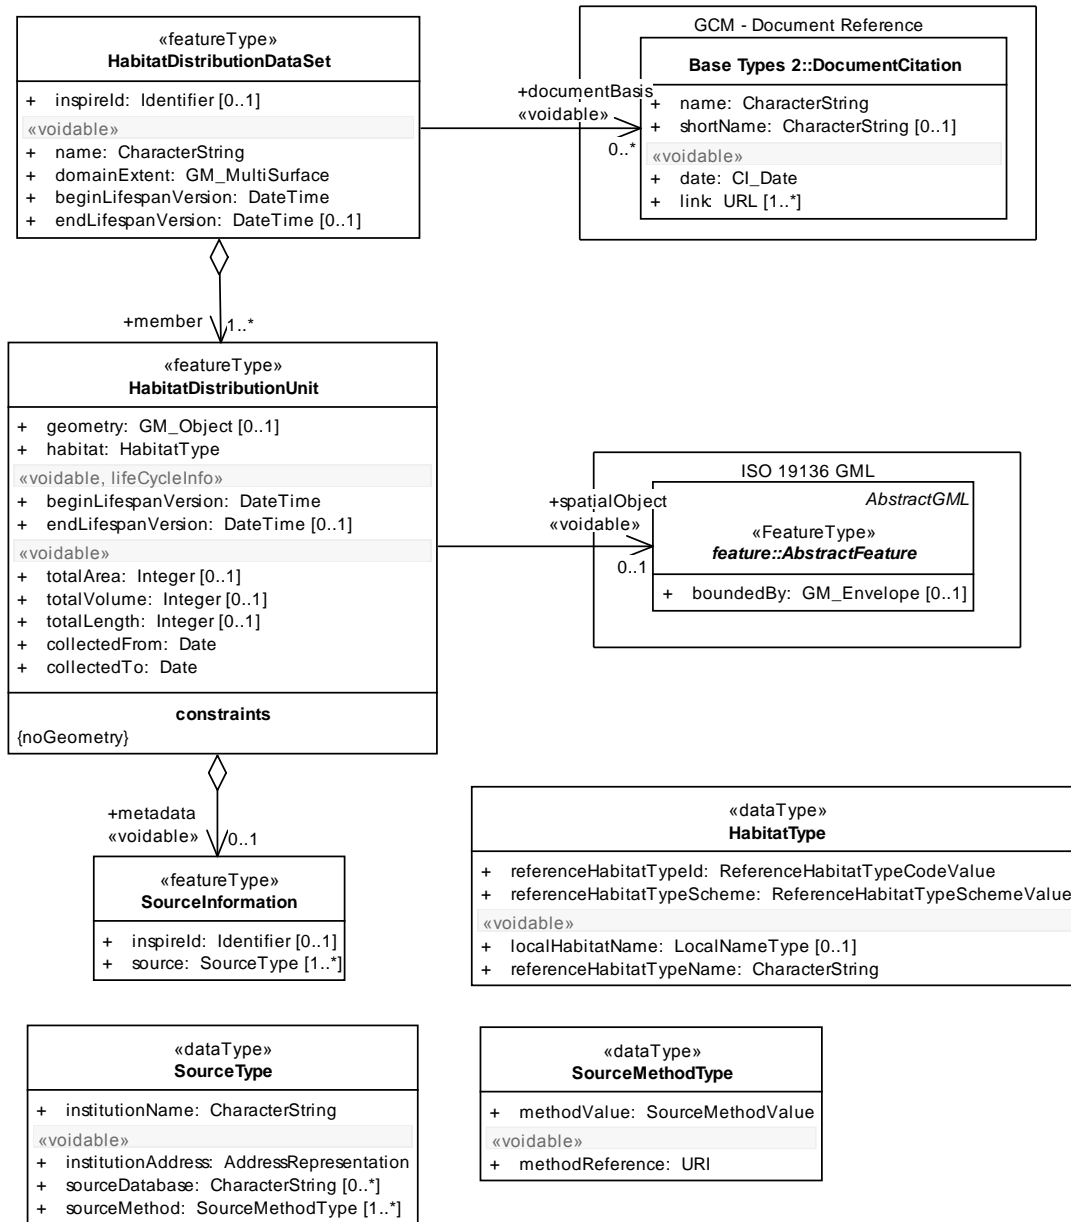 «featureType»
HabitatDistributionDataSet
+ inspireId: Identifier [0..1]
«voidable»
+ name: CharacterString
+ domainExtent: GM_MultiSurface
+ beginLifespanVersion: DateTime
+ endLifespanVersion: DateTime [0..1]
+documentBasis
«voidable»
0..*
GCM - Document Reference
Base Types 2::DocumentCitation
+ name: CharacterString
+ shortName: CharacterString [0..1]
«voidable»
+ date: CI_Date
+ link: URL [1..*]
+member
1..*
«featureType»
HabitatDistributionUnit
+ geometry: GM_Object [0..1]
+ habitat: HabitatType
«voidable, lifeCycleInfo»
+ beginLifespanVersion: DateTime
+ endLifespanVersion: DateTime [0..1]
«voidable»
+ totalArea: Integer [0..1]
+ totalVolume: Integer [0..1]
+ totalLength: Integer [0..1]
+ collectedFrom: Date
+ collectedTo: Date
constraints
{noGeometry}
+spatialObject
«voidable»
0..1
ISO 19136 GML
AbstractGML
«FeatureType»
feature::AbstractFeature
+ boundedBy: GM_Envelope [0..1]
+metadata
«voidable»
0..1
«featureType»
SourceInformation
+ inspireId: Identifier [0..1]
+ source: SourceType [1..*]
«dataType»
HabitatType
+ referenceHabitatTypeId: ReferenceHabitatTypeCodeValue
+ referenceHabitatTypeScheme: ReferenceHabitatTypeSchemeValue
«voidable»
+ localHabitatName: LocalNameType [0..1]
+ referenceHabitatTypeName: CharacterString
«dataType»
SourceType
+ institutionName: CharacterString
«voidable»
+ institutionAddress: AddressRepresentation
+ sourceDatabase: CharacterString [0..*]
+ sourceMethod: SourceMethodType [1..*]
«dataType»
SourceMethodType
+ methodValue: SourceMethodValue
«voidable»
+ methodReference: URI